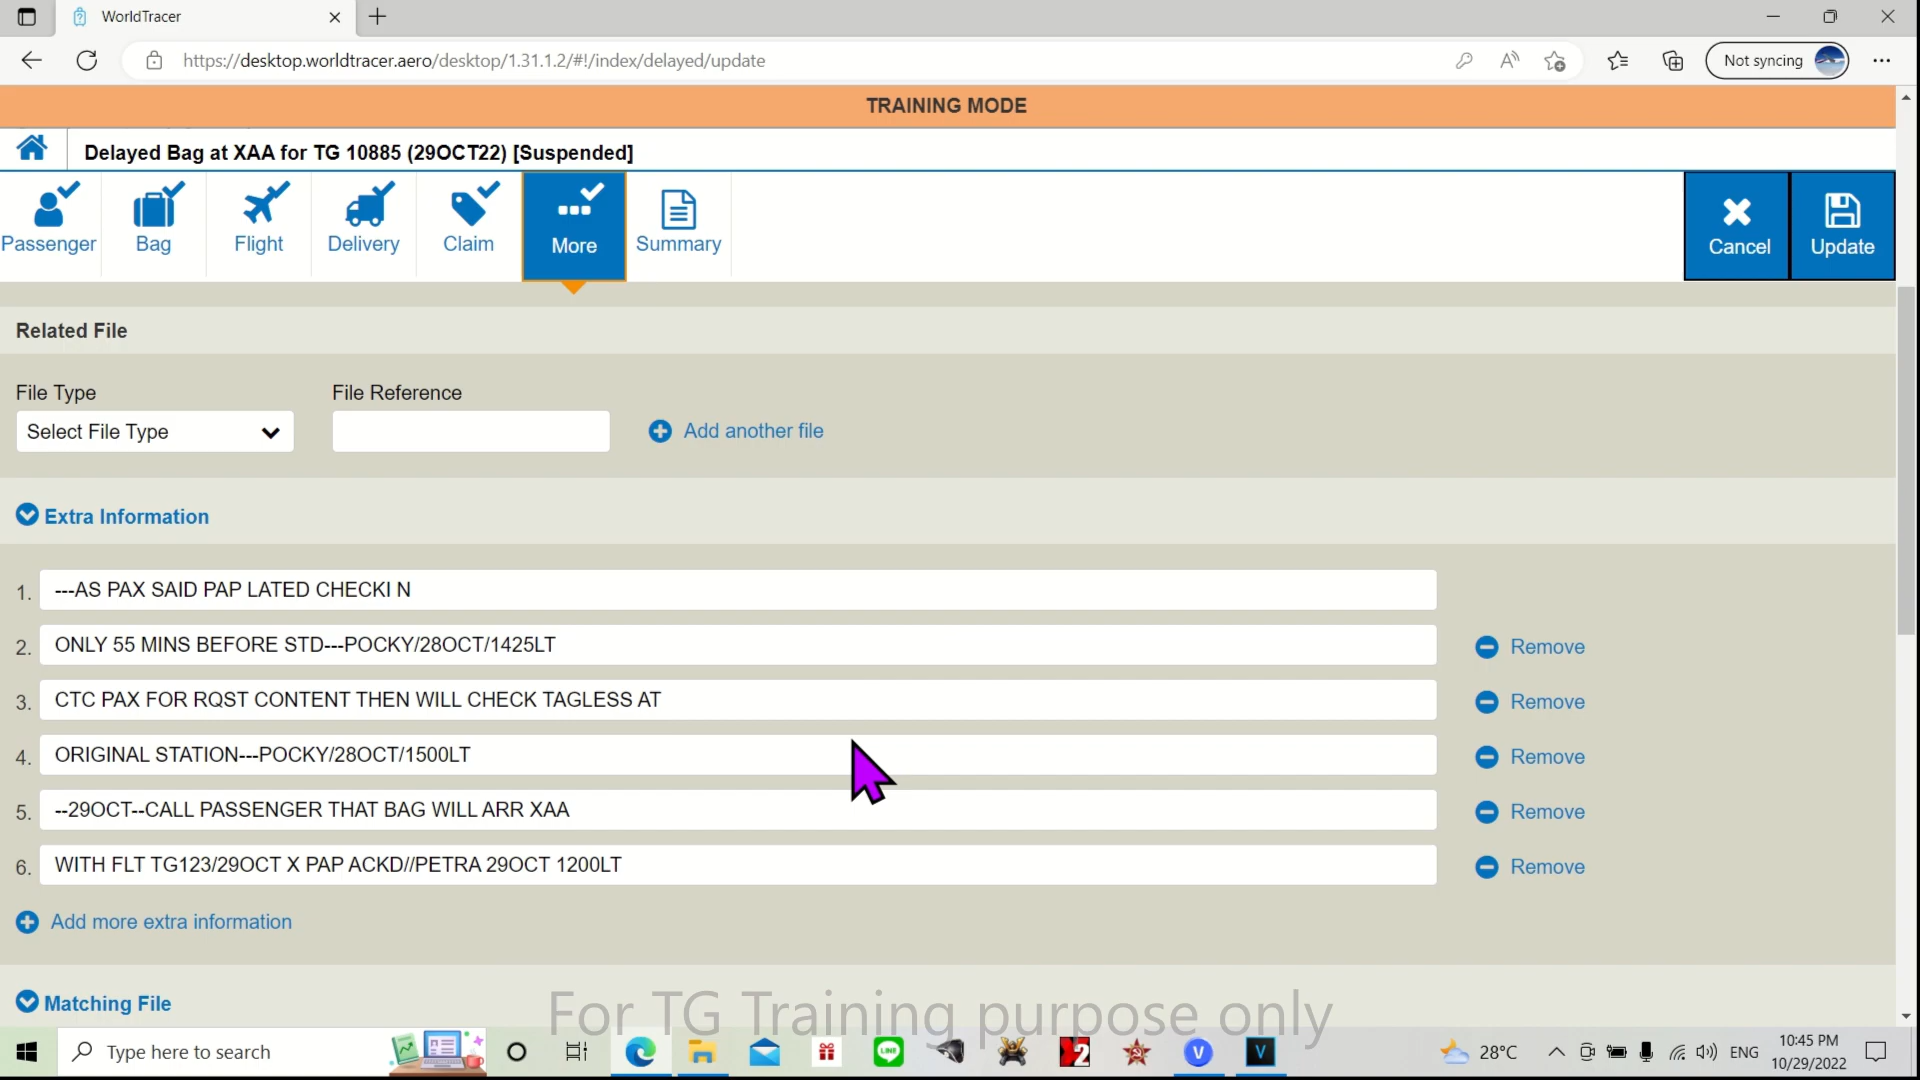 WorldTracer
https://desktop.worldtracer.aero/desktop/1.31.1.2/#!/index/delayed/update
Not syncing
TRAINING MODE
Delayed Bag at XAA for TG 10885 (29OCT22) [Suspended]
Passenger
Bag
Flight
Delivery
Claim
More
Summary
Cancel
Update
Related File
File Type
File Reference
Select File Type
Add another file
Extra Information
1. ---AS PAX SAID PAP LATED CHECKI N
2. ONLY 55 MINS BEFORE STD---POCKY/28OCT/1425LT Remove
3. CTC PAX FOR RQST CONTENT THEN WILL CHECK TAGLESS AT Remove
4. ORIGINAL STATION---POCKY/28OCT/1500LT Remove
5. --29OCT--CALL PASSENGER THAT BAG WILL ARR XAA Remove
6. WITH FLT TG123/29OCT X PAP ACKD//PETRA 29OCT 1200LT Remove
Add more extra information
Matching File
For TG Training purpose only
Type here to search
28°C
ENG
10:45 PM
10/29/2022